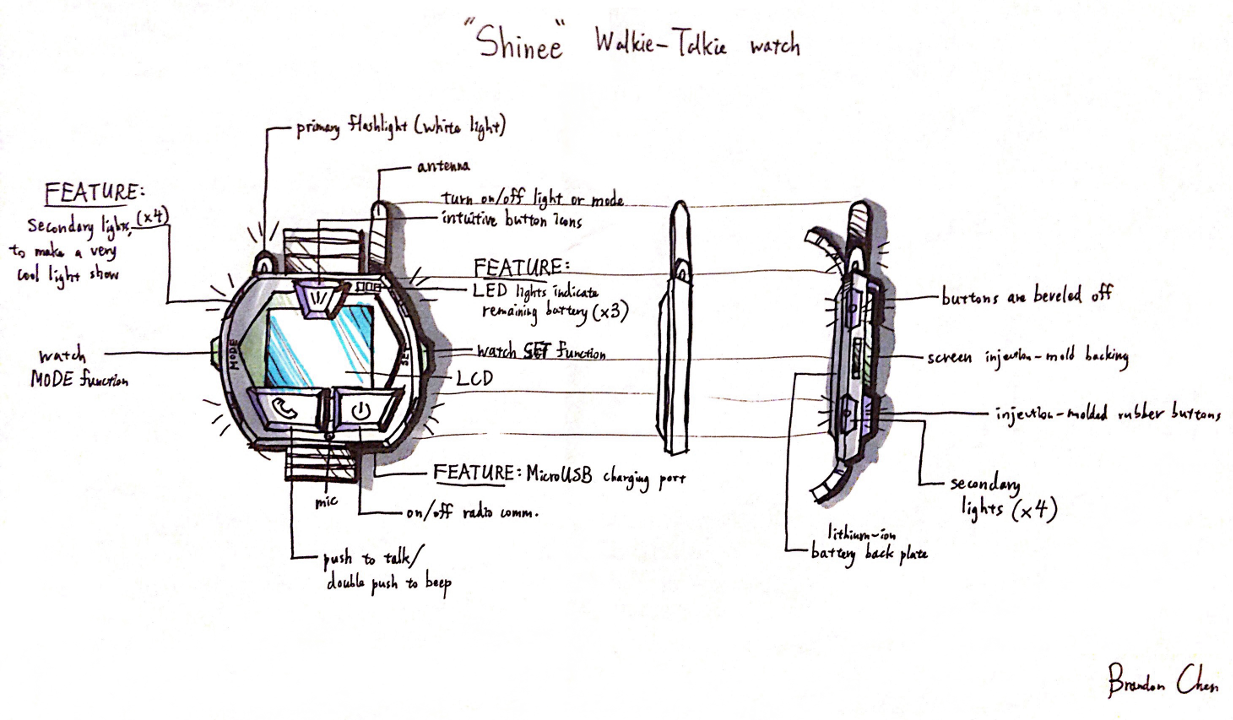 "Shinee" Walkie-Talkie watch
primary flashlight (white light)
antenna
FEATURE:
secondary lights, (x4)
to make a very
cool light show
turn on/off light or mode
intuitive button icons
FEATURE:
LED lights indicate
remaining battery (x3)
watch
MODE function
MODE
SET
watch SET function
LCD
FEATURE: MicroUSB charging port
mic
on/off radio comm.
push to talk/
double push to beep
buttons are beveled off
screen injection-mold backing
injection-molded rubber buttons
secondary
lights (x4)
lithium-ion
battery back plate
Brandon Chen